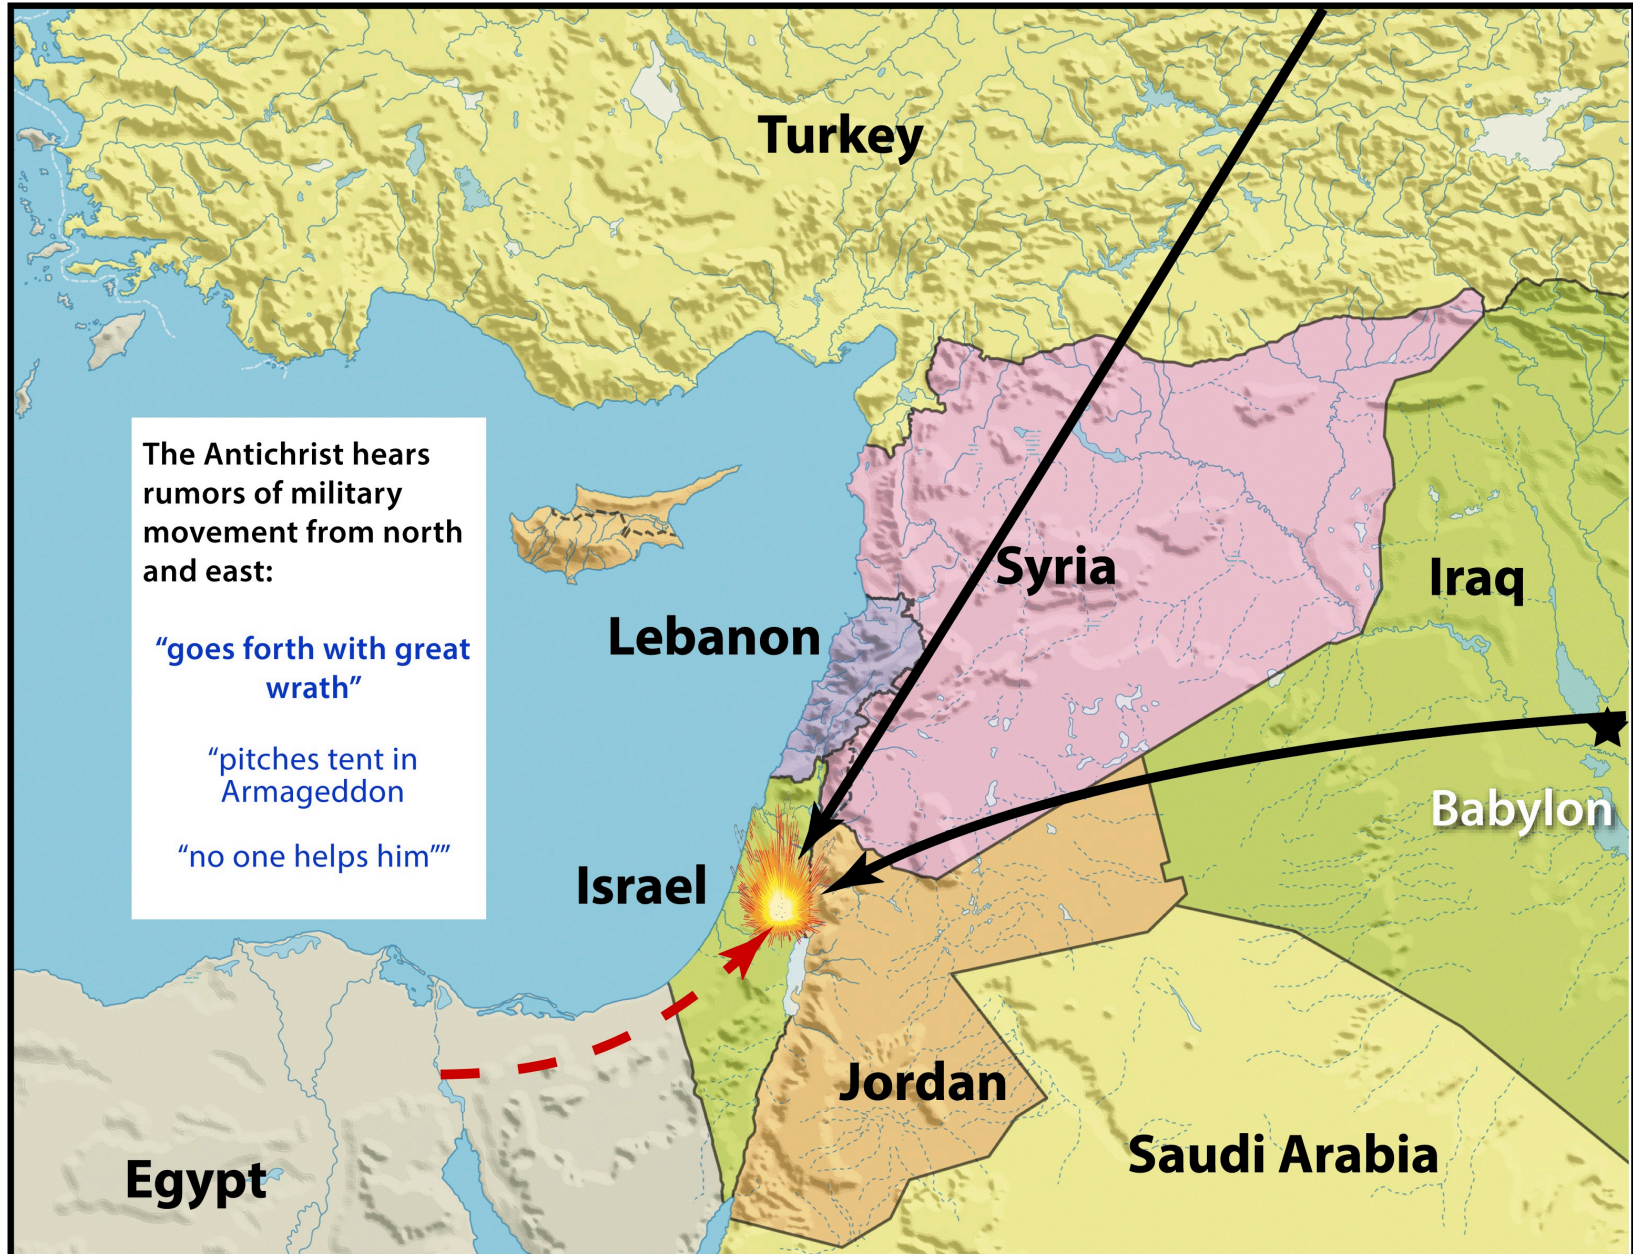 Turkey
The Antichrist hears
rumors of military
movement from north
and east:
“goes forth with great
wrath”
“pitches tent in
Armageddon
“no one helps him””
Syria
Iraq
Lebanon
Babylon
Israel
Jordan
Saudi Arabia
Egypt